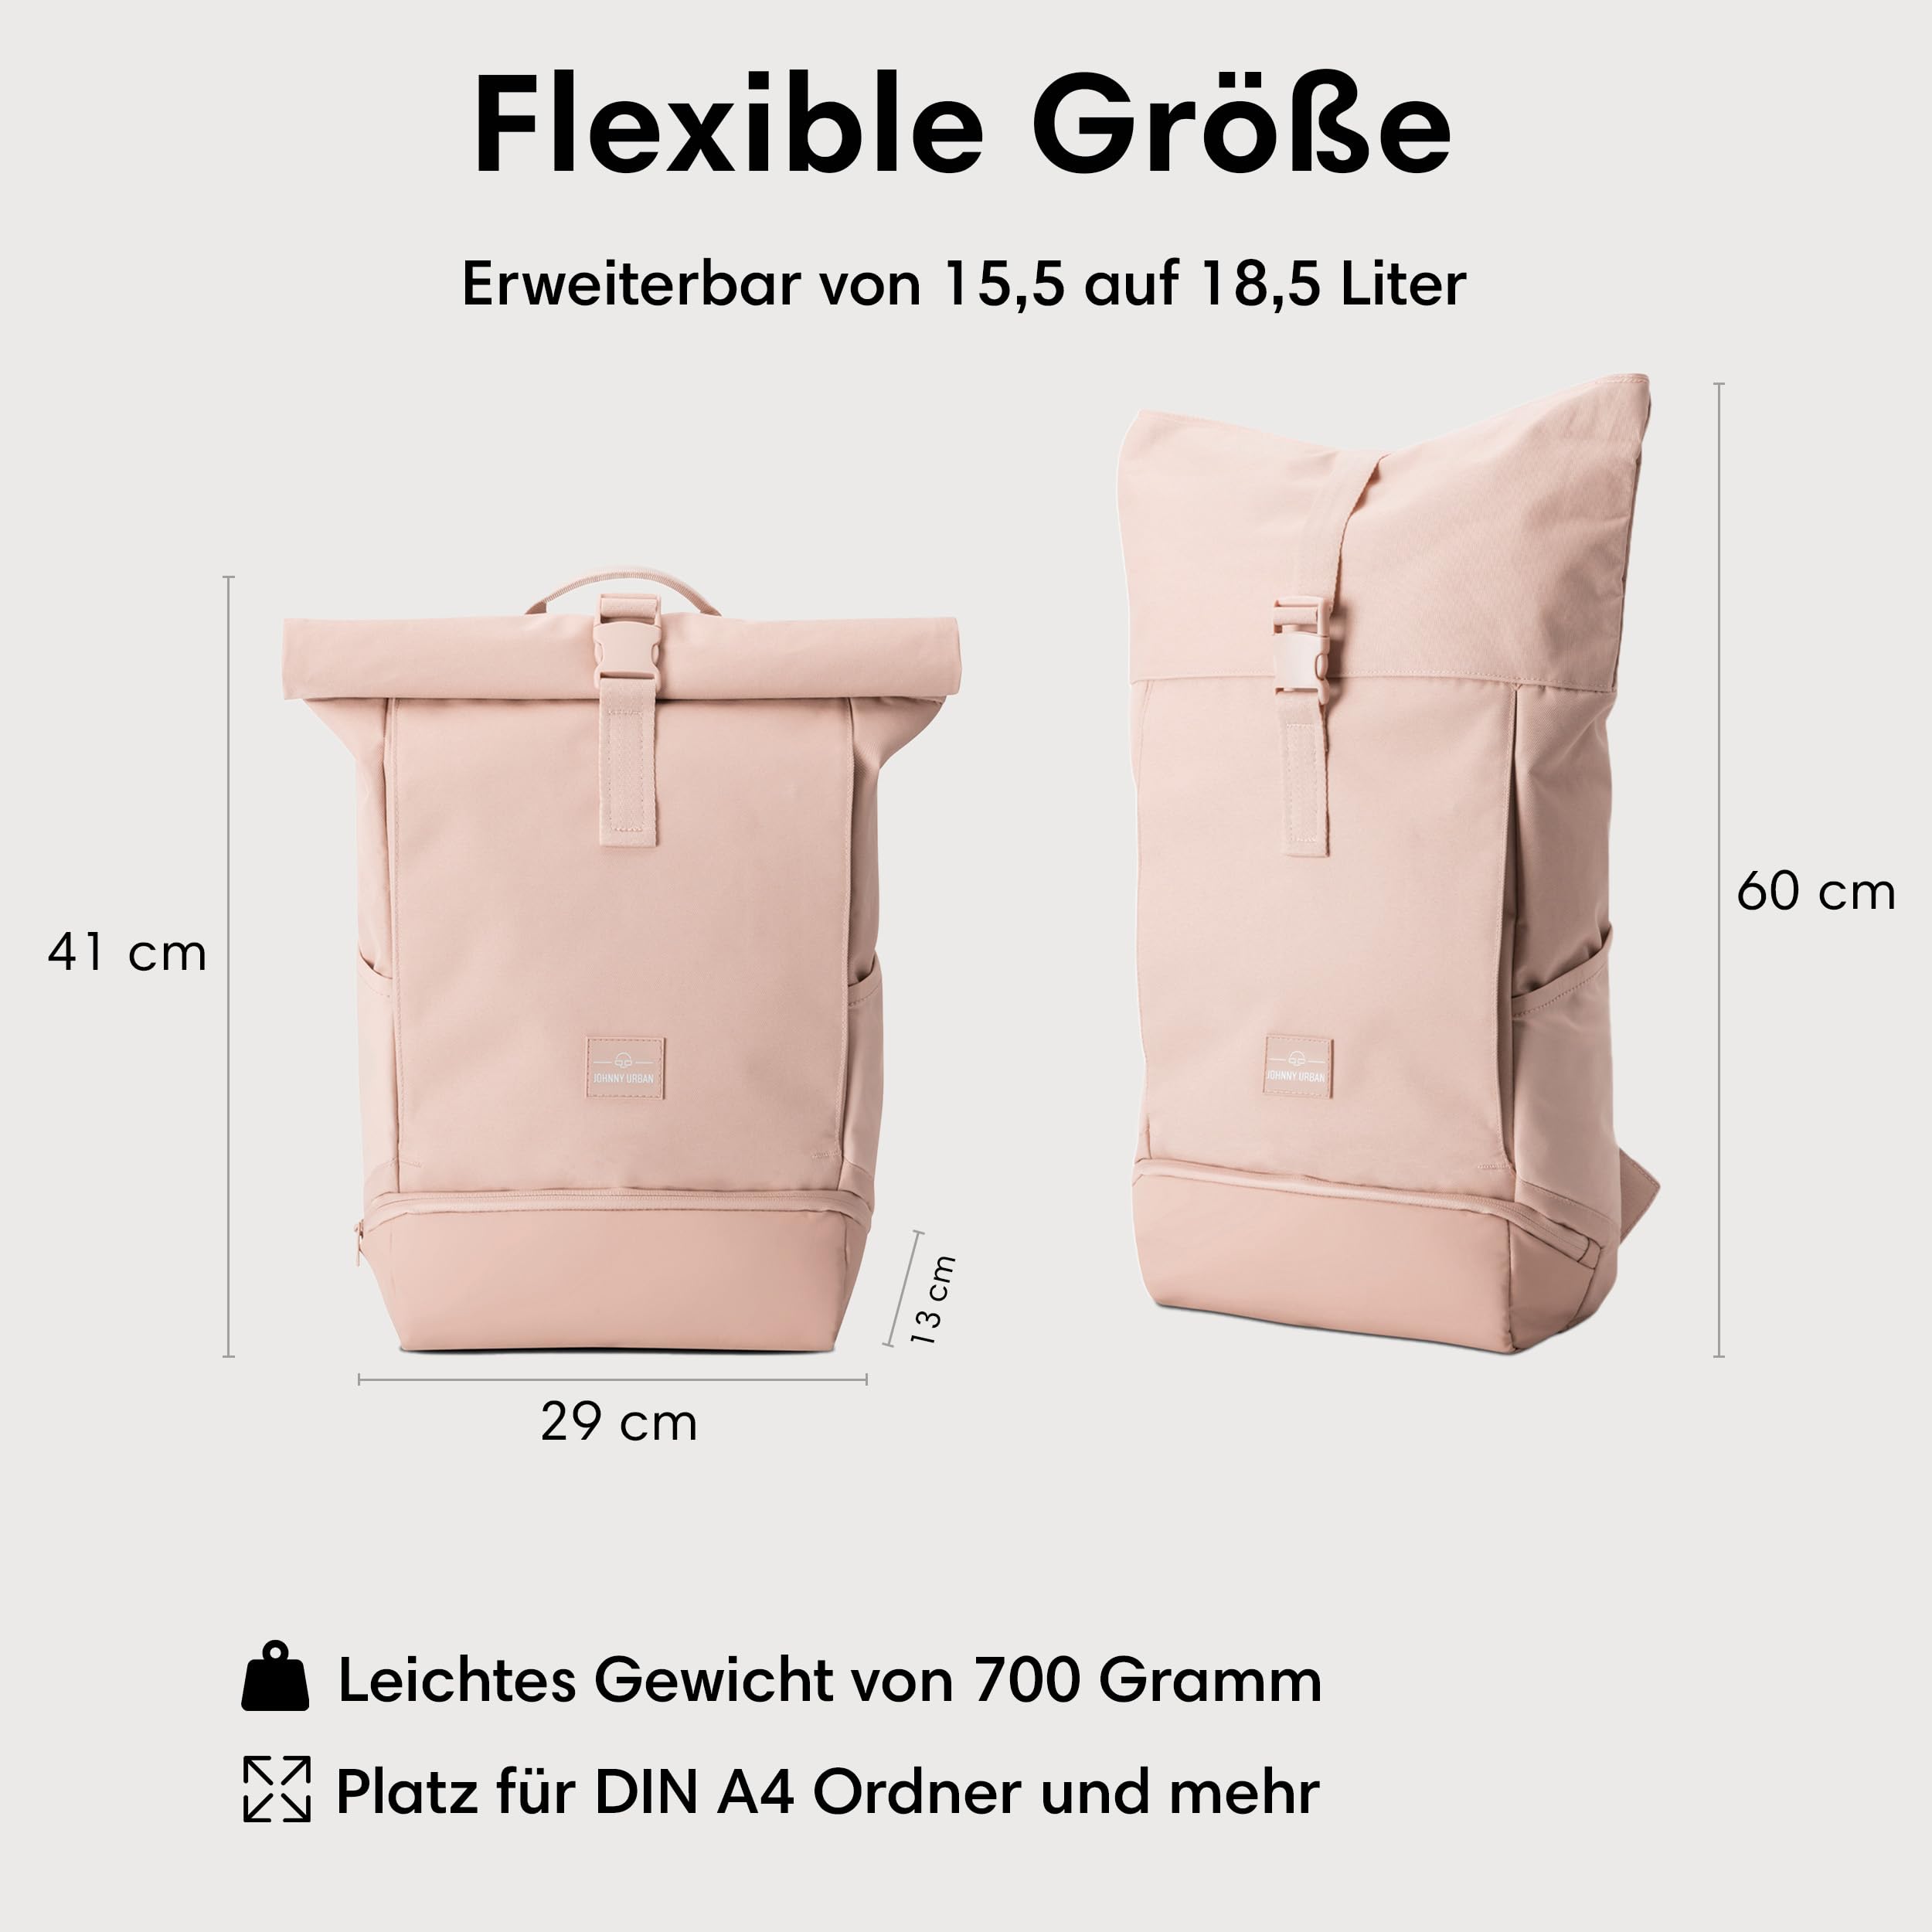 Flexible Größe
Erweiterbar von 15,5 auf 18,5 Liter
41 cm
60 cm
JOHNNY URBAN
JOHNNY URBAN
13 cm
29 cm
Leichtes Gewicht von 700 Gramm
Platz für DIN A4 Ordner und mehr